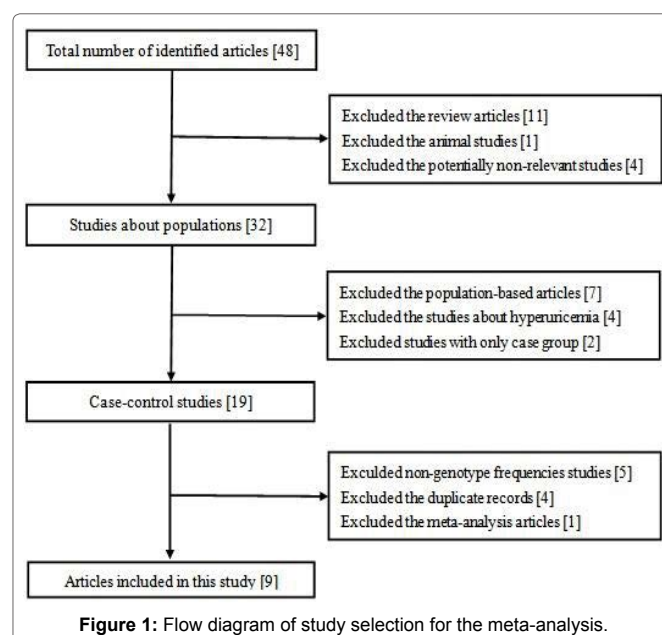 Total number of identified articles [48]
Excluded the review articles [11]
Excluded the animal studies [1]
Excluded the potentially non-relevant studies [4]
Studies about populations [32]
Excluded the population-based articles [7]
Excluded the studies about hyperuricemia [4]
Excluded studies with only case group [2]
Case-control studies [19]
Exculded non-genotype frequencies studies [5]
Excluded the duplicate records [4]
Excluded the meta-analysis articles [1]
Articles included in this study [9]
Figure 1: Flow diagram of study selection for the meta-analysis.